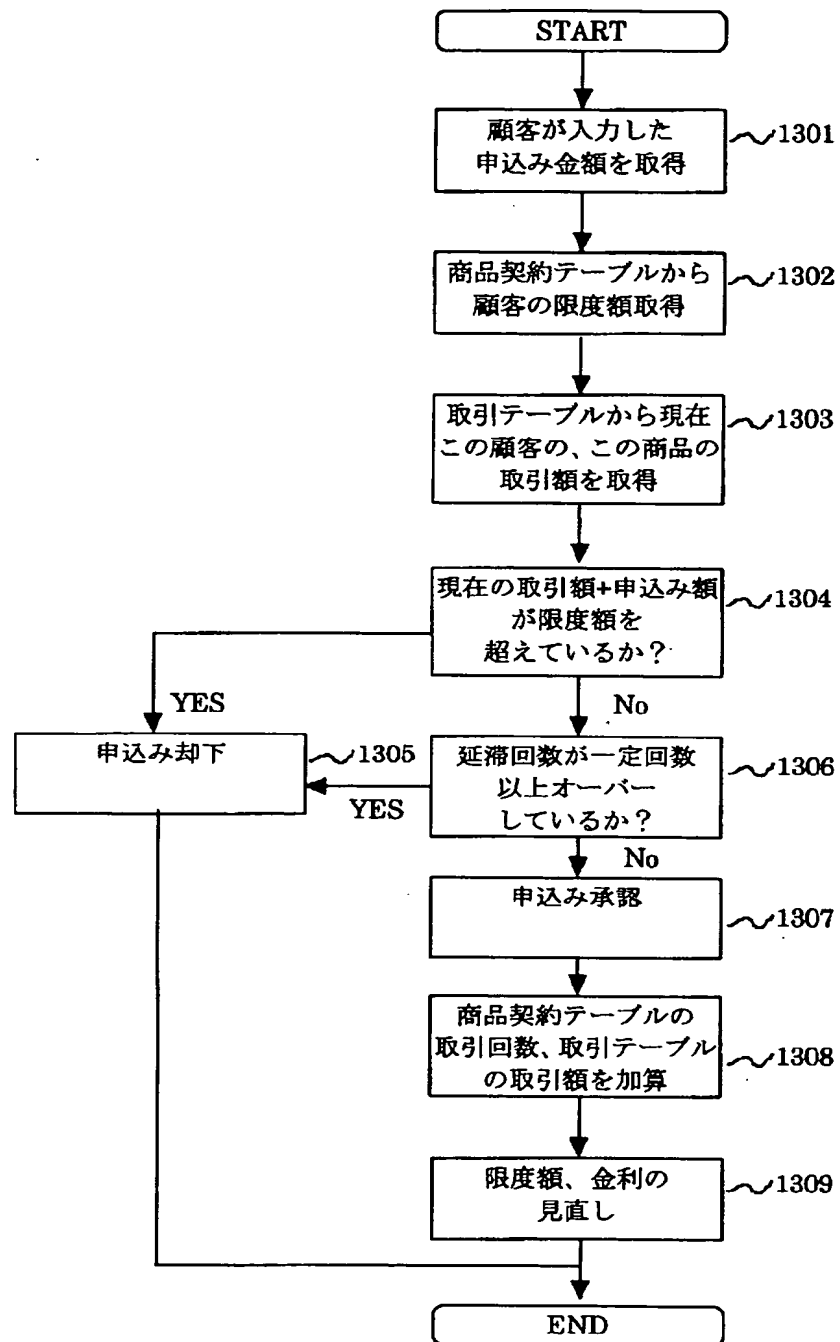 START
顧客が入力した
申込み金額を取得
1301
商品契約テーブルから
顧客の限度額取得
1302
取引テーブルから現在
この顧客の、この商品の
取引額を取得
1303
現在の取引額+申込み額
が限度額を
超えているか?
1304
YES
No
申込み却下
1305
延滞回数が一定回数
以上オーバー
しているか?
1306
YES
No
申込み承認
1307
商品契約テーブルの
取引回数、取引テーブル
の取引額を加算
1308
限度額、金利の
見直し
1309
END